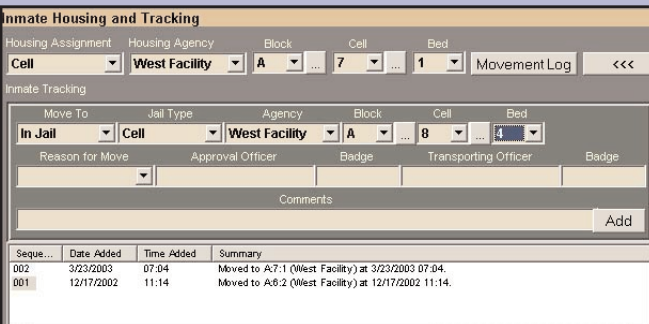 Inmate Housing and Tracking
Housing Assignment Housing Agency Block Cell Bed
Cell West Facility A ... 7 ... 1 Movement Log <<<
Inmate Tracking
Move To Jail Type Agency Block Cell Bed
In Jail Cell West Facility A ... 8 ... 4
Reason for Move Approval Officer Badge Transporting Officer Badge
Comments
Add
Seque... Date Added Time Added Summary
002 3/23/2003 07:04 Moved to A:7:1 (West Facility) at 3/23/2003 07:04.
001 12/17/2002 11:14 Moved to A:6:2 (West Facility) at 12/17/2002 11:14.